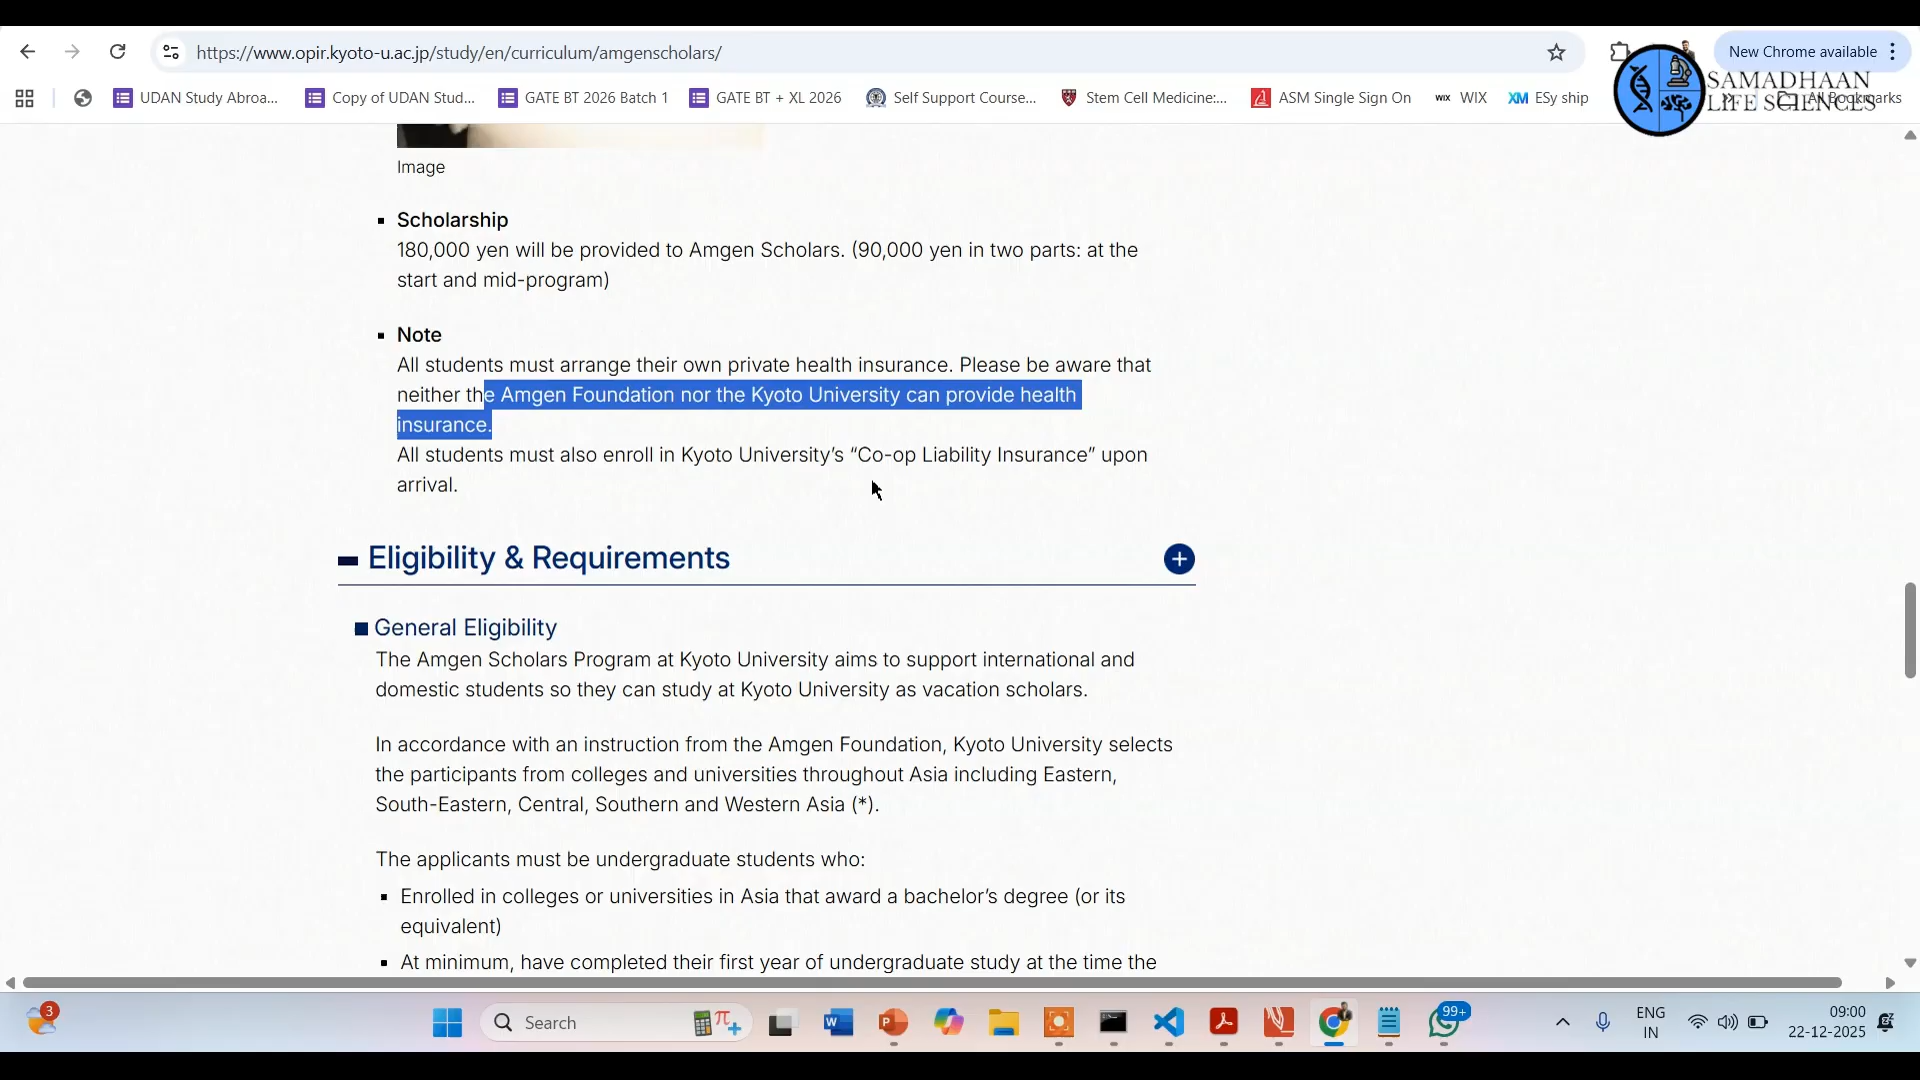 https://www.opir.kyoto-u.ac.jp/study/en/curriculum/amgenscholars/
New Chrome available
UDAN Study Abroa...
Copy of UDAN Stud...
GATE BT 2026 Batch 1
GATE BT + XL 2026
Self Support Course...
Stem Cell Medicine:...
ASM Single Sign On
WIX
WIX
XM
ESy ship
All Bookmarks
SAMADHAAN
LIFE SCIENCES
Image
Scholarship
180,000 yen will be provided to Amgen Scholars. (90,000 yen in two parts: at the
start and mid-program)
Note
All students must arrange their own private health insurance. Please be aware that
neither the Amgen Foundation nor the Kyoto University can provide health
insurance.
All students must also enroll in Kyoto University’s “Co-op Liability Insurance” upon
arrival.
Eligibility & Requirements
General Eligibility
The Amgen Scholars Program at Kyoto University aims to support international and
domestic students so they can study at Kyoto University as vacation scholars.
In accordance with an instruction from the Amgen Foundation, Kyoto University selects
the participants from colleges and universities throughout Asia including Eastern,
South-Eastern, Central, Southern and Western Asia (*).
The applicants must be undergraduate students who:
Enrolled in colleges or universities in Asia that award a bachelor’s degree (or its
equivalent)
At minimum, have completed their first year of undergraduate study at the time the
3
Search
99+
ENG
IN
09:00
22-12-2025